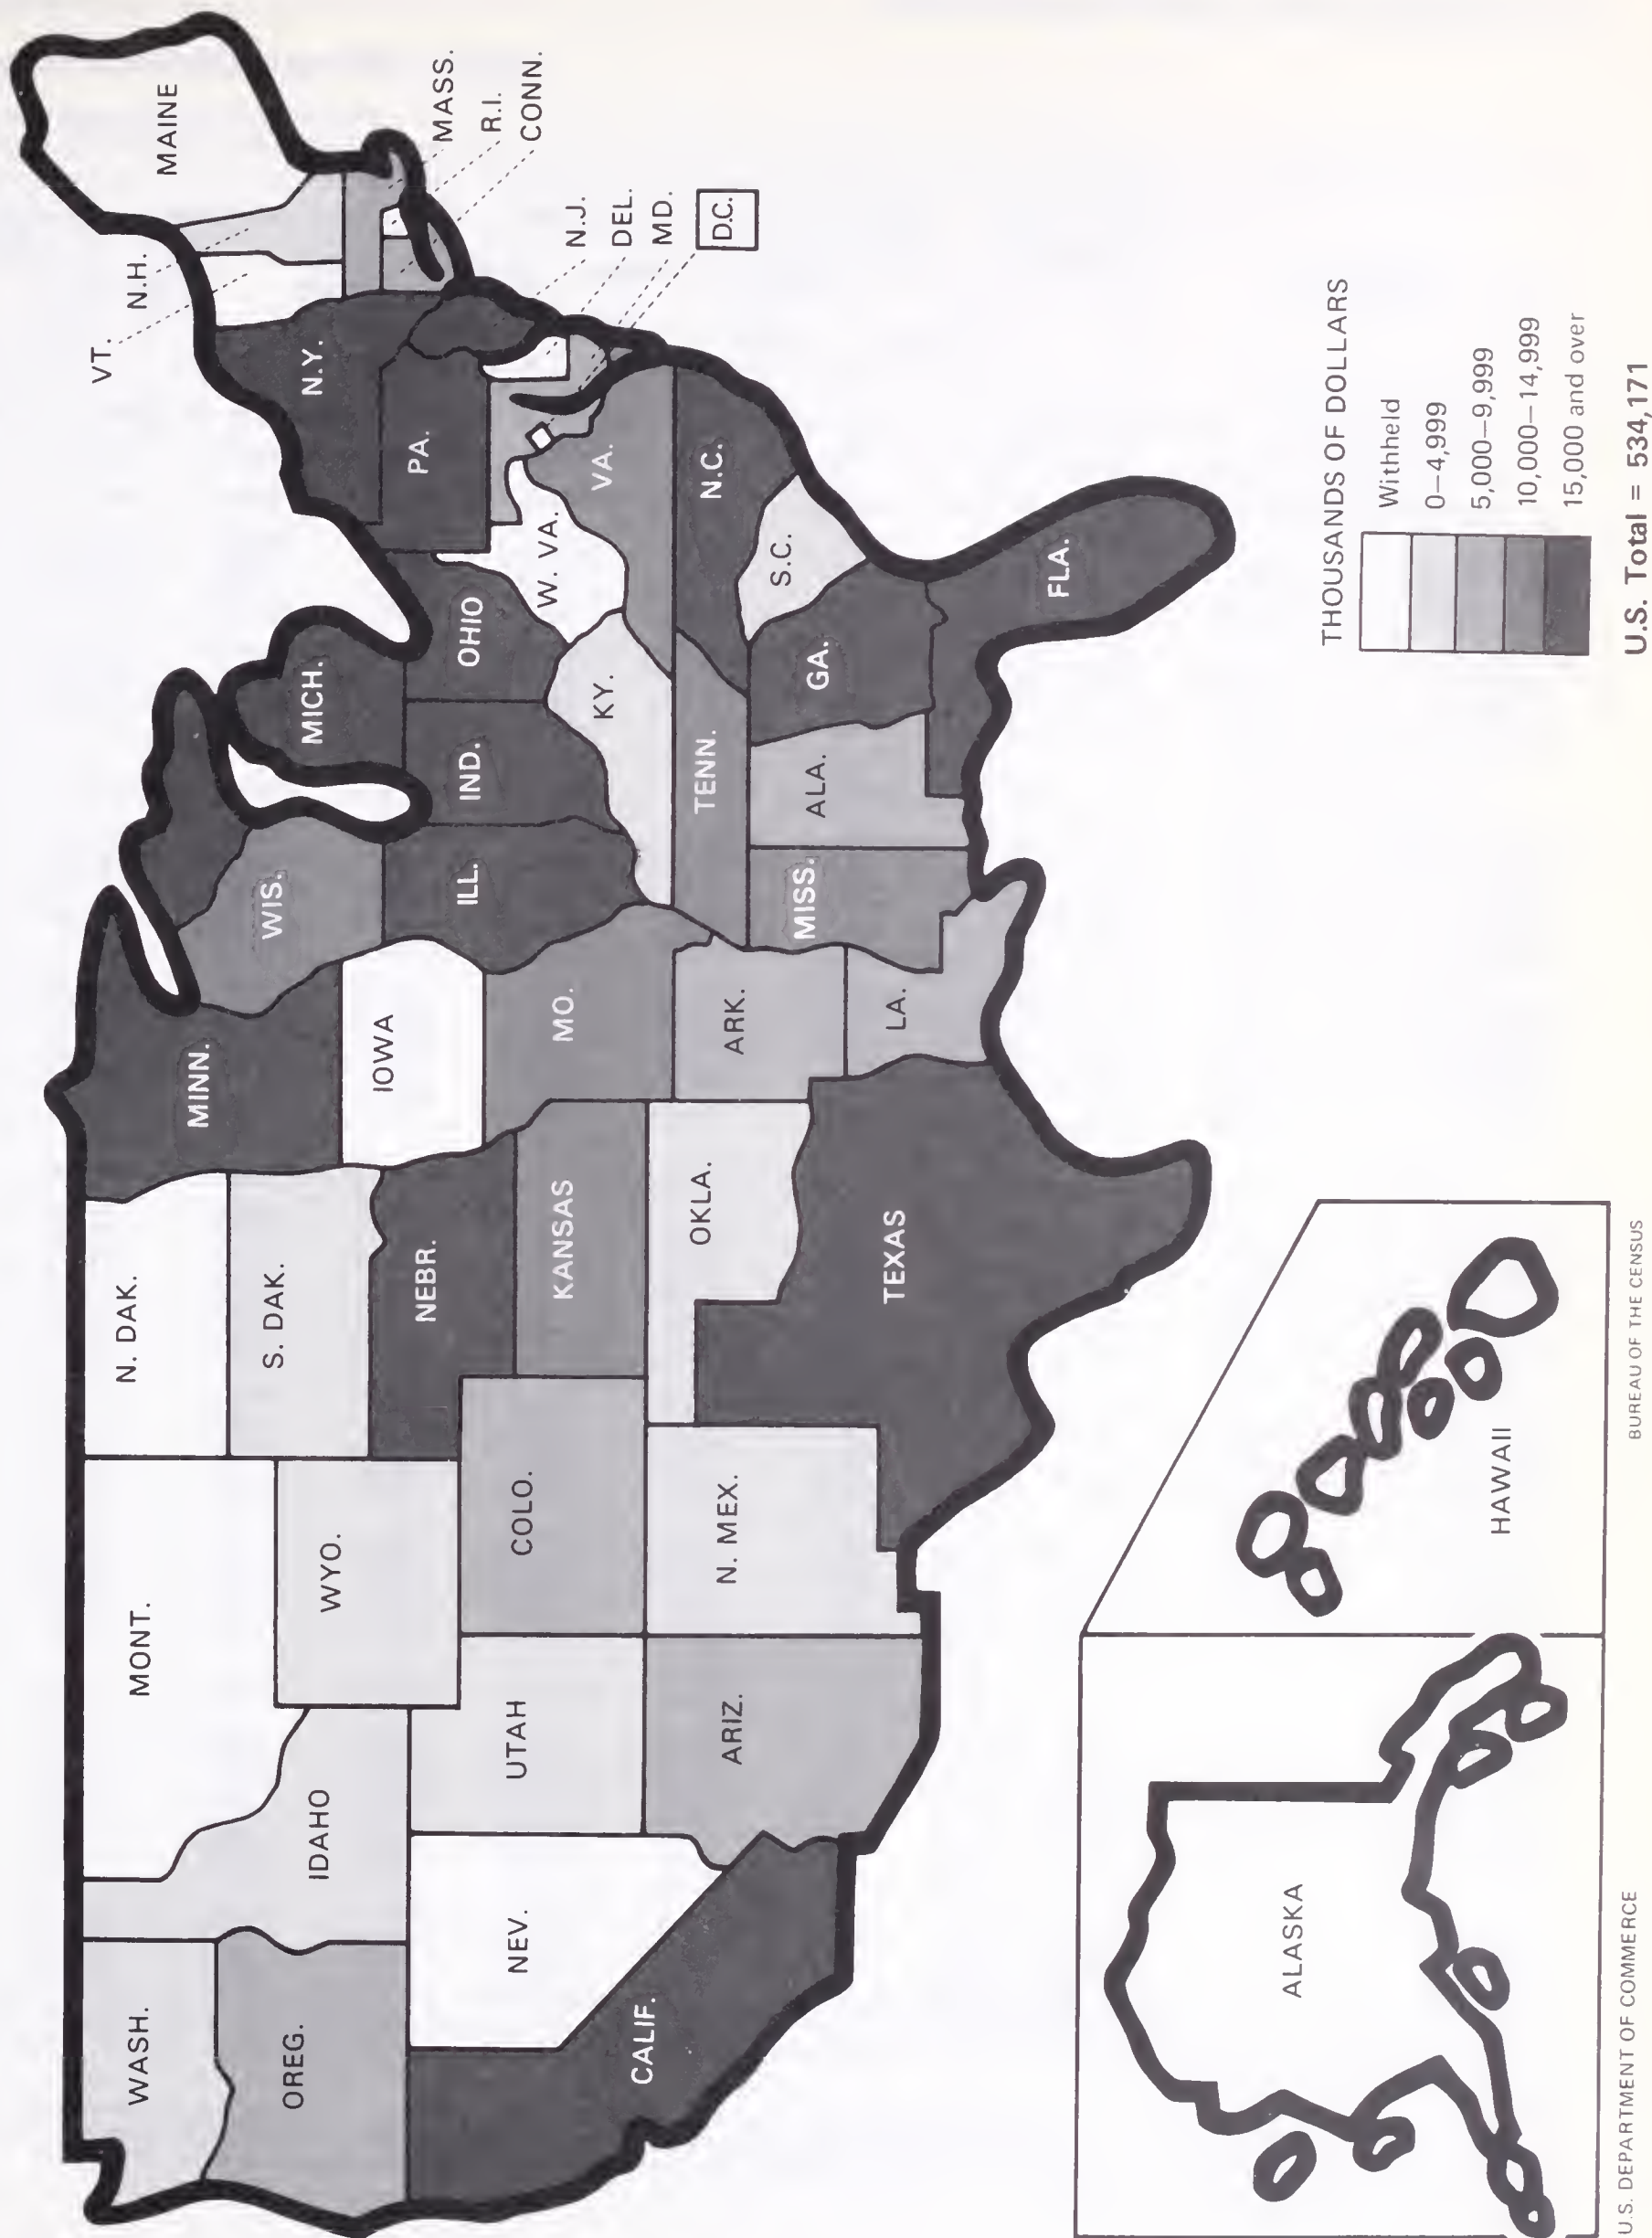 WASH.
OREG.
CALIF.
NEV.
IDAHO
MONT.
WYO.
UTAH
ARIZ.
COLO.
N. MEX.
N. DAK.
S. DAK.
NEBR.
KANSAS
OKLA.
TEXAS
MINN.
IOWA
MO.
ARK.
LA.
WIS.
ILL.
MISS.
MICH.
IND.
OHIO
KY.
TENN.
ALA.
GA.
FLA.
S.C.
N.C.
VA.
W. VA.
PA.
N.Y.
VT.
N.H.
MAINE
MASS.
R.I.
CONN.
N.J.
DEL.
MD.
D.C.
ALASKA
HAWAII
THOUSANDS OF DOLLARS
Withheld
0–4,999
5,000–9,999
10,000–14,999
15,000 and over
U.S. Total = 534,171
U.S. DEPARTMENT OF COMMERCE
BUREAU OF THE CENSUS